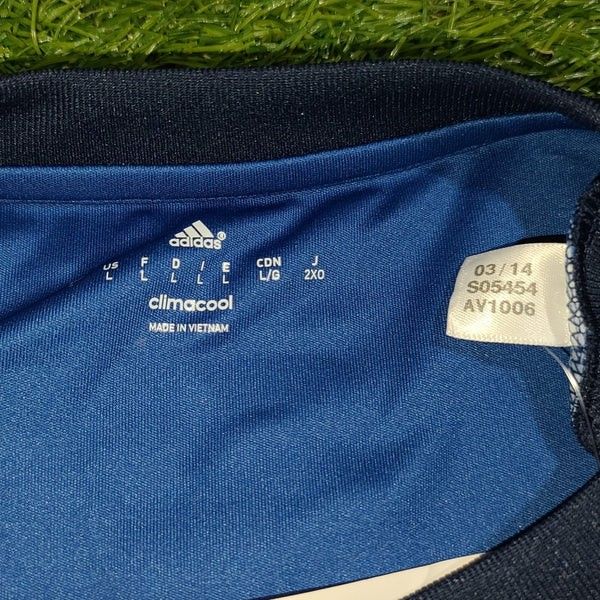 adidas®
US F D I E CDN J
L L L L L L/G 2XO
climacool
MADE IN VIETNAM
03/14
S05454
AV1006